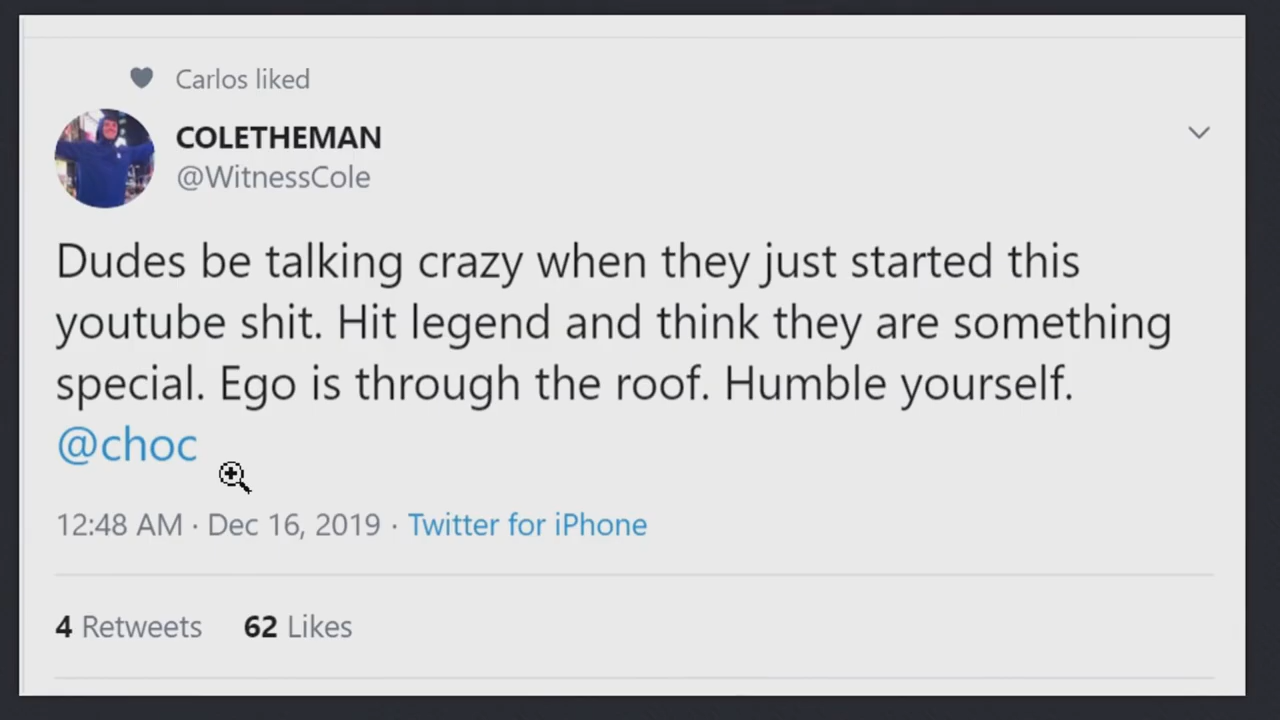 Carlos liked
COLETHEMAN
@WitnessCole
Dudes be talking crazy when they just started this
youtube shit. Hit legend and think they are something
special. Ego is through the roof. Humble yourself.
@choc
12:48 AM · Dec 16, 2019 · Twitter for iPhone
4 Retweets 62 Likes